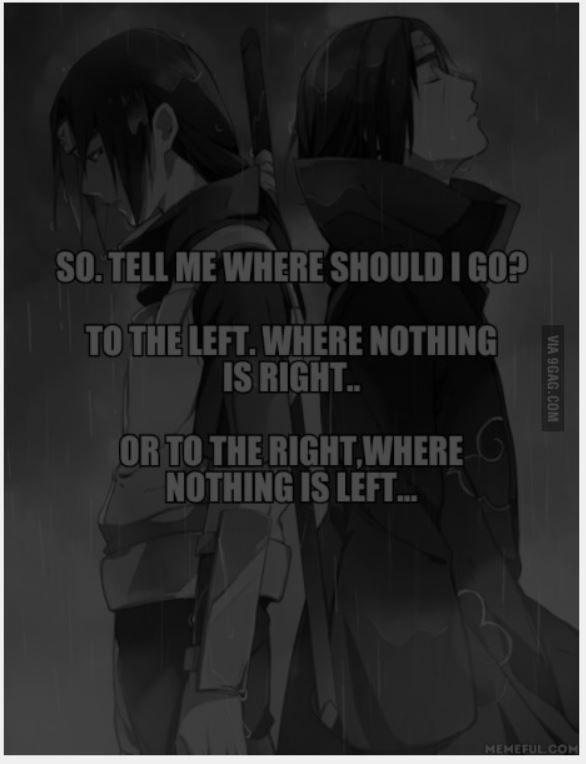 SO. TELL ME WHERE SHOULD I GO?
TO THE LEFT. WHERE NOTHING
IS RIGHT..
OR TO THE RIGHT,WHERE
NOTHING IS LEFT...
VIA 9GAG.COM
MEMEFUL.COM